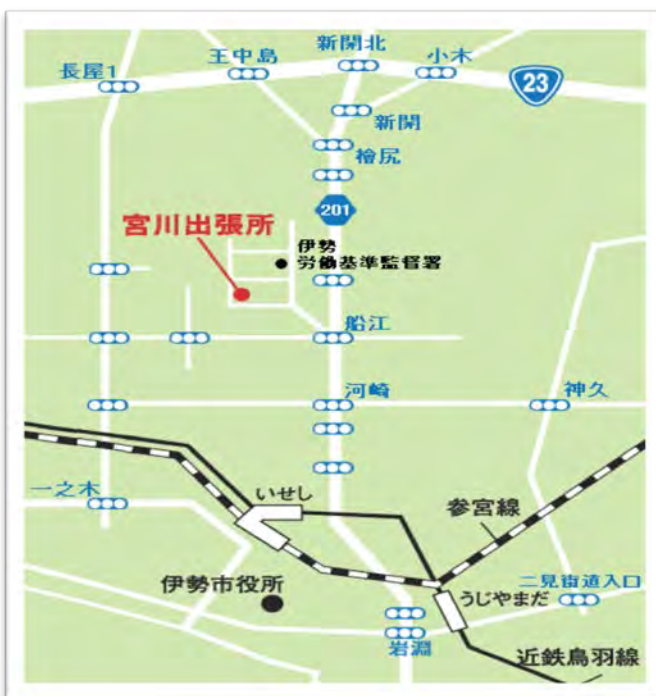 新開北
王中島
小木
長屋1
23
新開
檜尻
201
宮川出張所
伊勢
労働基準監督署
船江
河崎
神久
一之木
いせし
参宮線
伊勢市役所
二見街道入口
うじやまだ
岩淵
近鉄鳥羽線